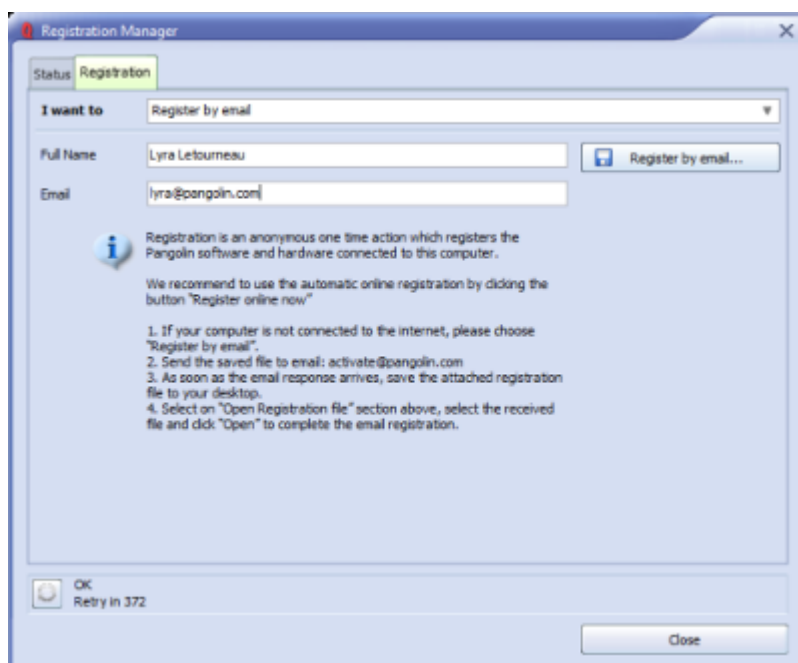 Registration Manager
Status Registration
I want to Register by email
Full Name Lyra Letourneau Register by email...
Email lyra@pangolin.com
Registration is an anonymous one time action which registers the
Pangolin software and hardware connected to this computer.
We recommend to use the automatic online registration by clicking the
button "Register online now"
1. If your computer is not connected to the internet, please choose
"Register by email".
2. Send the saved file to email: activate@pangolin.com
3. As soon as the email response arrives, save the attached registration
file to your desktop.
4. Select on "Open Registration file" section above, select the received
file and click "Open" to complete the email registration.
OK
Retry in 372
Close